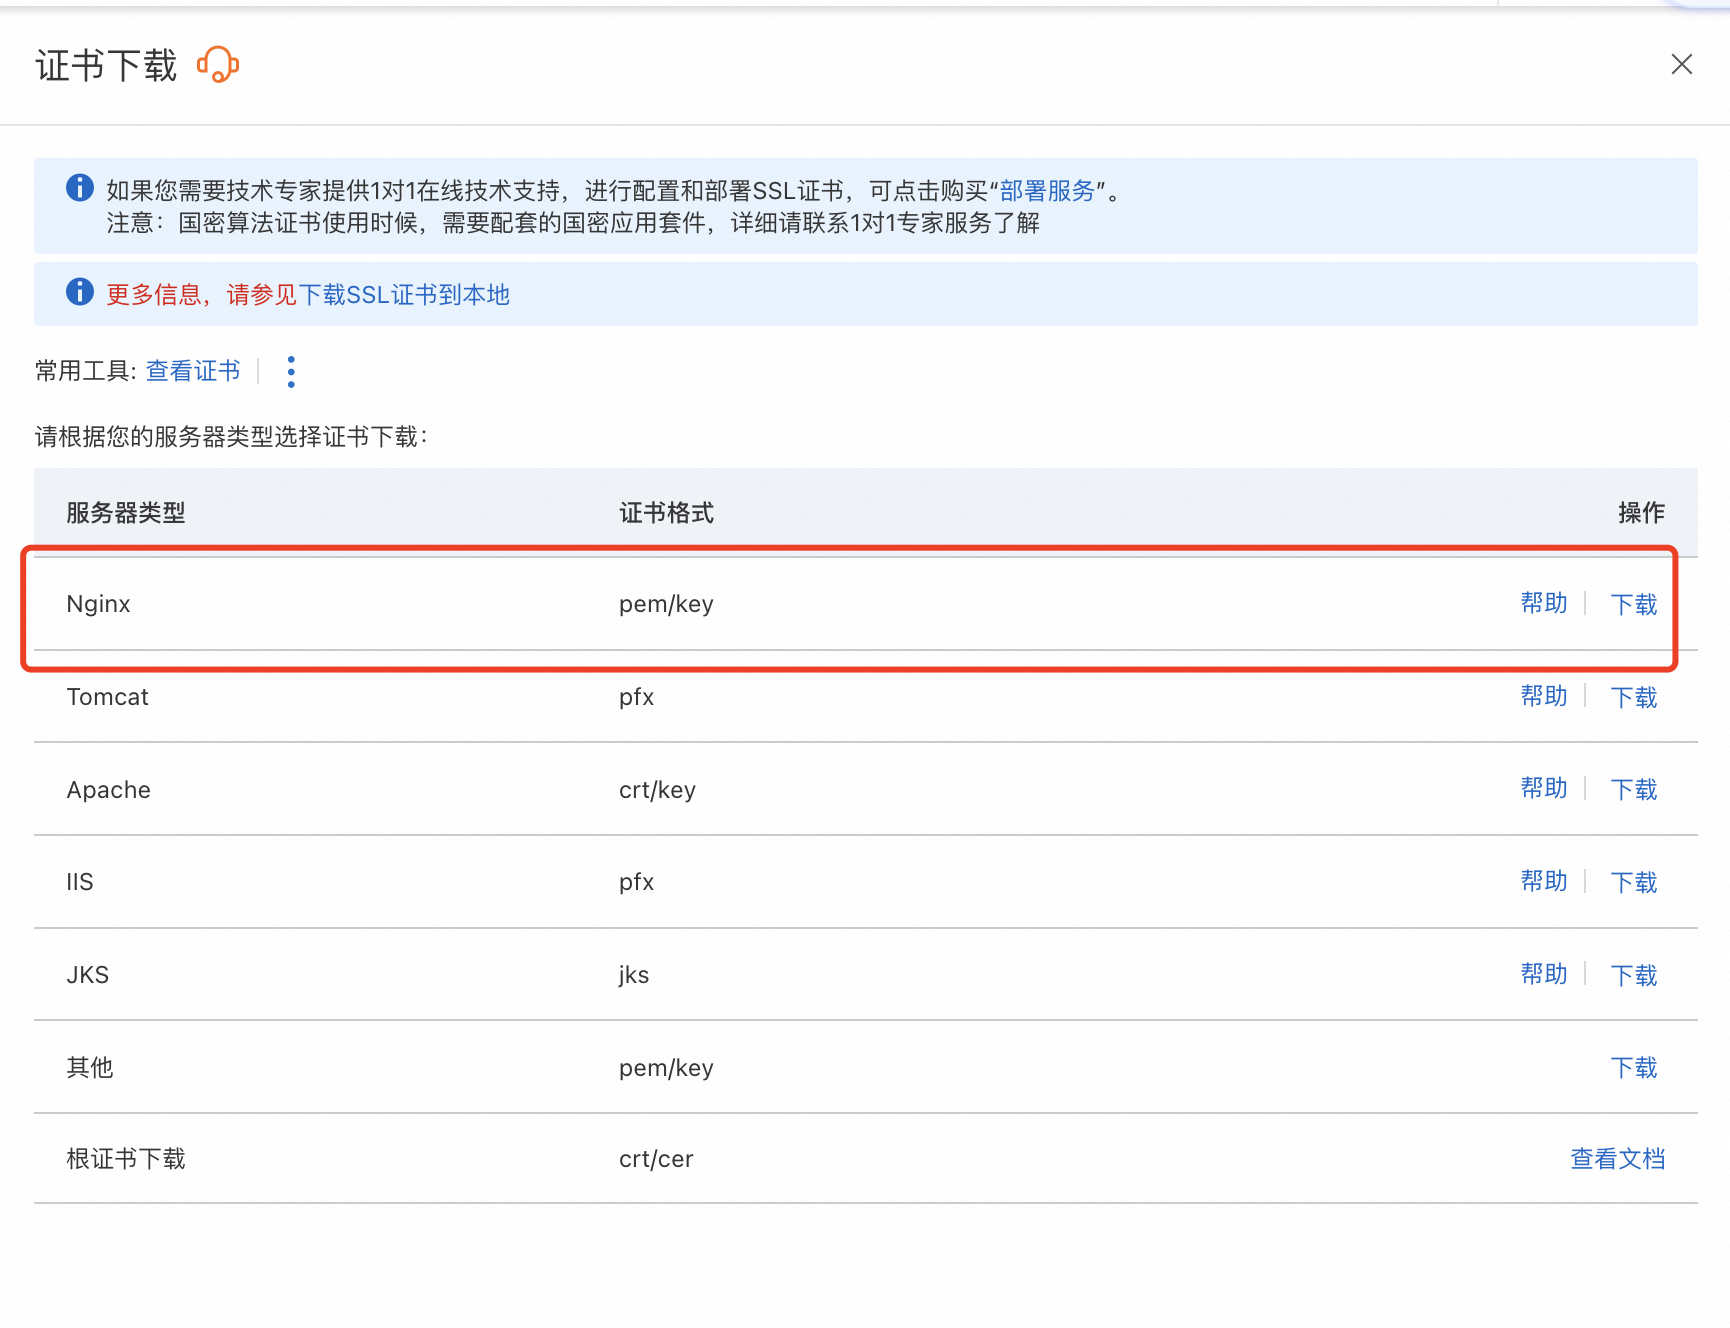 证书下载
如果您需要技术专家提供1对1在线技术支持，进行配置和部署SSL证书，可点击购买“部署服务”。
注意：国密算法证书使用时候，需要配套的国密应用套件，详细请联系1对1专家服务了解
更多信息，请参见下载SSL证书到本地
常用工具: 查看证书
请根据您的服务器类型选择证书下载：
服务器类型 证书格式 操作
Nginx pem/key 帮助 下载
Tomcat pfx 帮助 下载
Apache crt/key 帮助 下载
IIS pfx 帮助 下载
JKS jks 帮助 下载
其他 pem/key 下载
根证书下载 crt/cer 查看文档